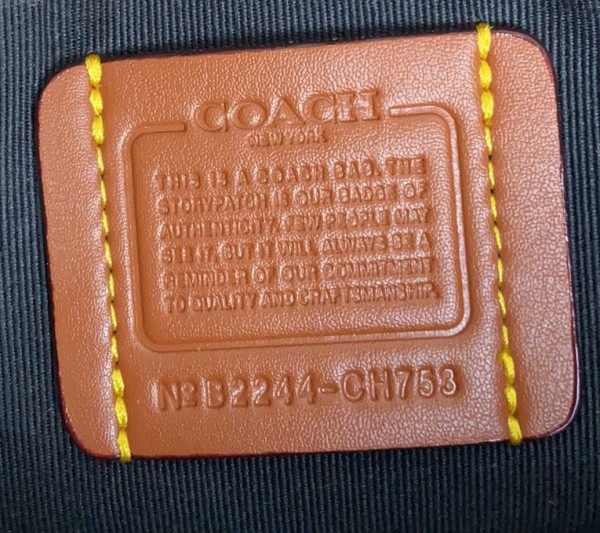 COACH
NEW YORK
THIS IS A COACH BAG. THE
STORYPATCH IS OUR BADGE OF
AUTHENTICITY. FEW PEOPLE MAY
SEE IT, BUT IT WILL ALWAYS BE A
REMINDER OF OUR COMMITMENT
TO QUALITY AND CRAFTSMANSHIP.
№ B2244-CH753